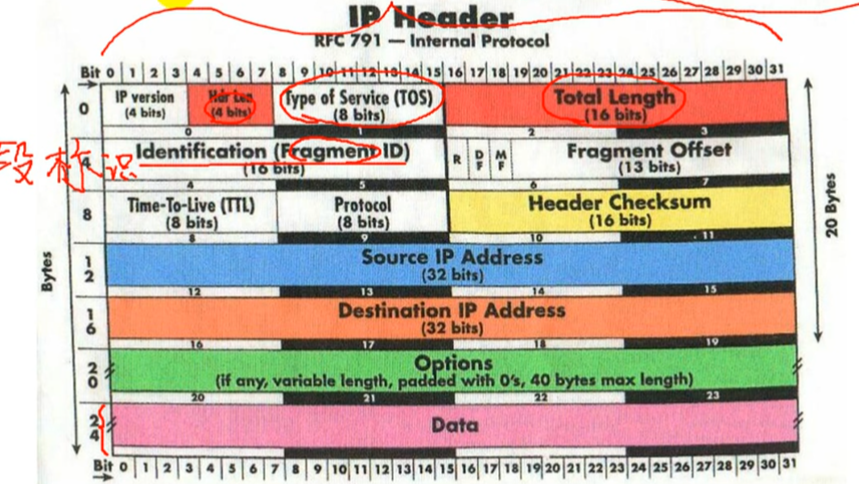 IP Header
RFC 791 — Internal Protocol
Bit 0 1 2 3 4 5 6 7 8 9 10 11 12 13 14 15 16 17 18 19 20 21 22 23 24 25 26 27 28 29 30 31
0 IP version Hdr Len Type of Service (TOS) Total Length
(4 bits) (4 bits) (8 bits) (16 bits)
0 1 2 3
段标识
4 Identification (Fragment ID) R DF MF Fragment Offset
(16 bits) (13 bits)
4 5 6 7
8 Time-To-Live (TTL) Protocol Header Checksum
(8 bits) (8 bits) (16 bits)
8 9 10 11
12 Source IP Address
(32 bits)
12 13 14 15
16 Destination IP Address
(32 bits)
16 17 18 19
20 Options
(if any, variable length, padded with 0's, 40 bytes max length)
20 21 22 23
24 Data
Bit 0 1 2 3 4 5 6 7 8 9 10 11 12 13 14 15 16 17 18 19 20 21 22 23 24 25 26 27 28 29 30 31
Bytes
20 Bytes